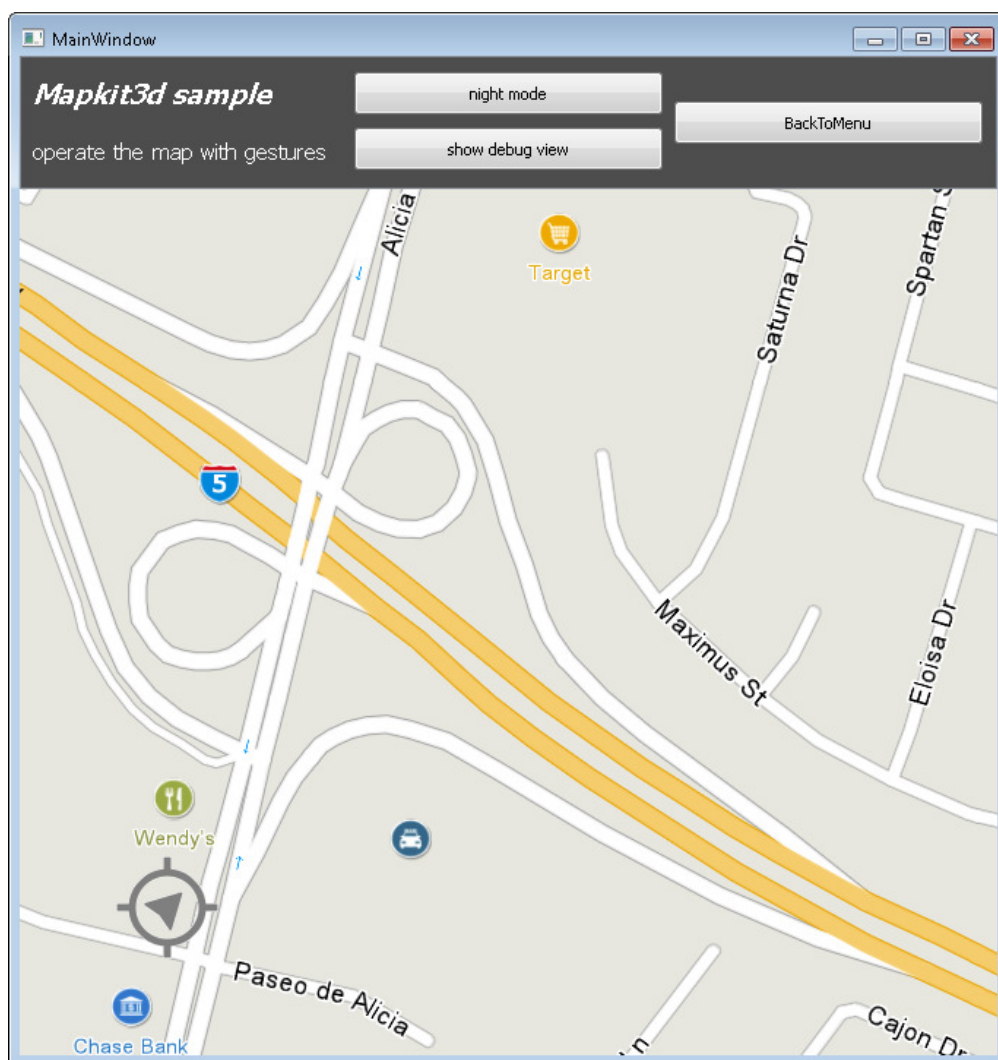 MainWindow
Mapkit3d sample
operate the map with gestures
night mode
show debug view
BackToMenu
Alicia
Target
Saturna Dr
Spartan
5
Maximus St
Eloisa Dr
Wendy's
Paseo de Alicia
Chase Bank
Ln
Cajon Dr